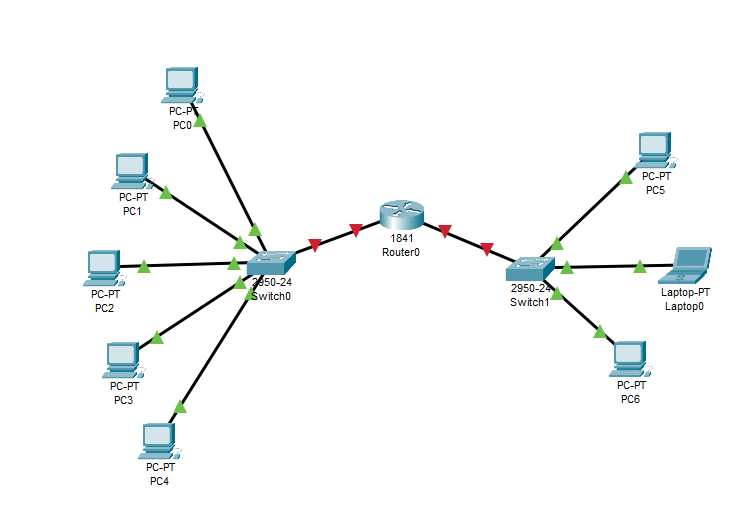 PC-PT
PC0
PC-PT
PC1
PC-PT
PC2
PC-PT
PC3
PC-PT
PC4
2950-24
Switch0
1841
Router0
2950-24
Switch1
PC-PT
PC5
Laptop-PT
Laptop0
PC-PT
PC6